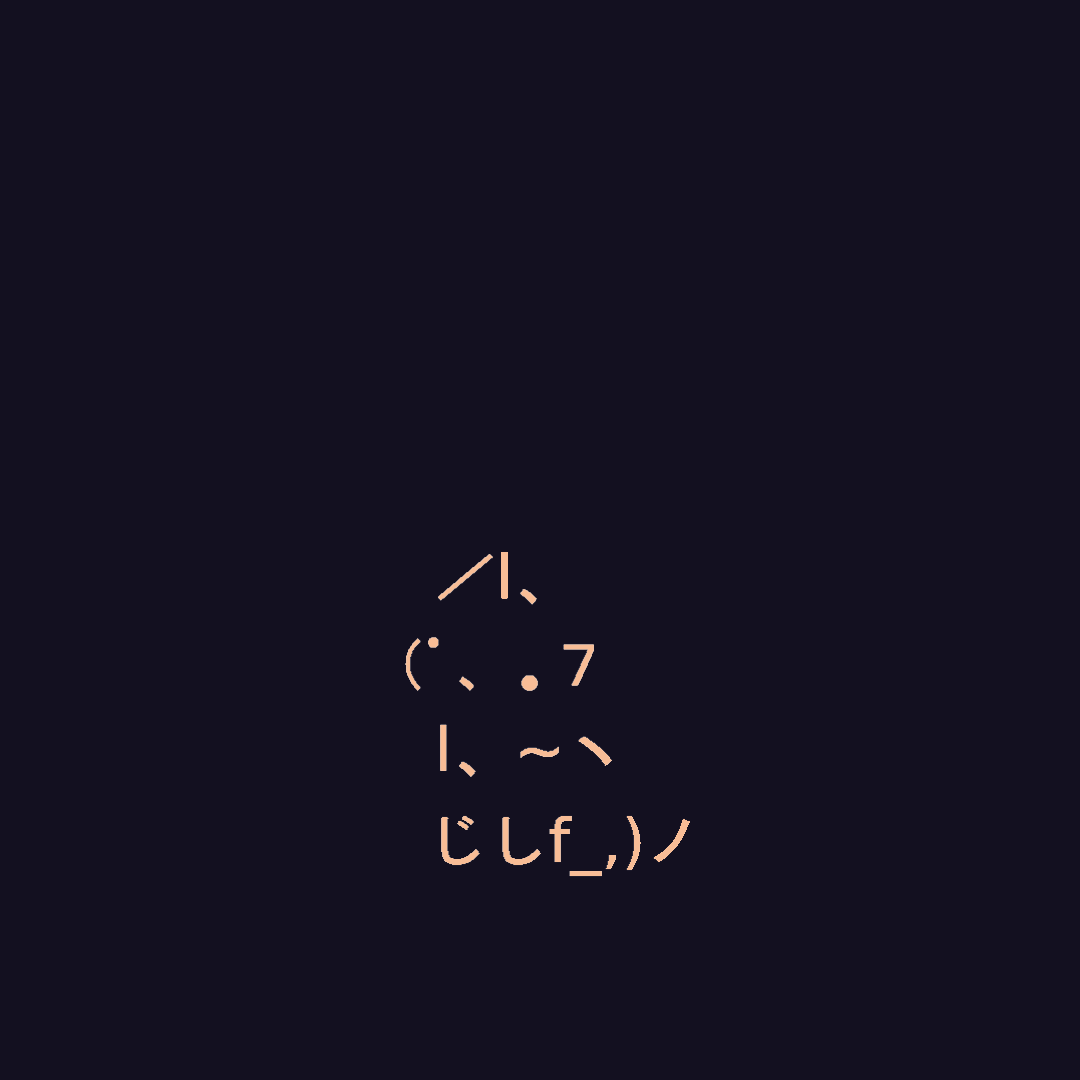 ／l、
（ﾟ､ 。７
l、~ヽ
じしf_,)ノ